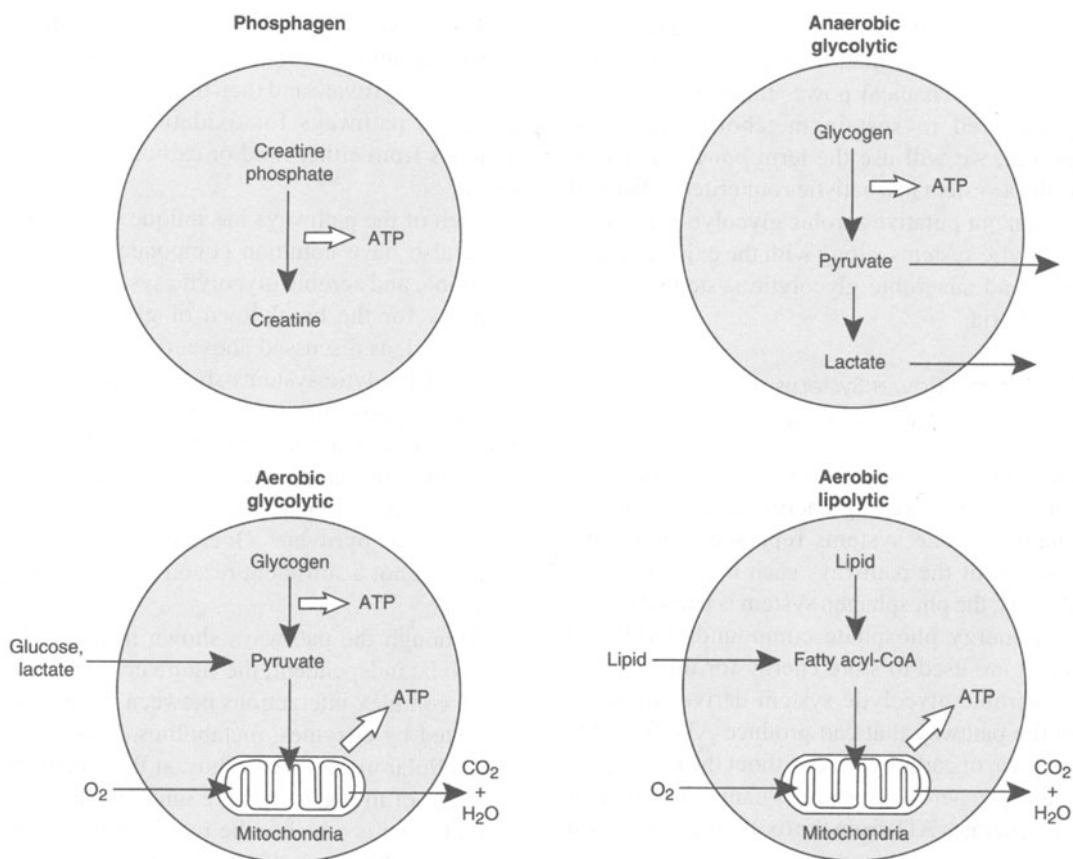 Phosphagen
Creatine
phosphate
ATP
Creatine
Anaerobic
glycolytic
Glycogen
ATP
Pyruvate
Lactate
Aerobic
glycolytic
Glycogen
ATP
Glucose,
lactate
Pyruvate
ATP
O₂
CO₂
+
H₂O
Mitochondria
Aerobic
lipolytic
Lipid
Lipid
Fatty acyl-CoA
ATP
O₂
CO₂
+
H₂O
Mitochondria